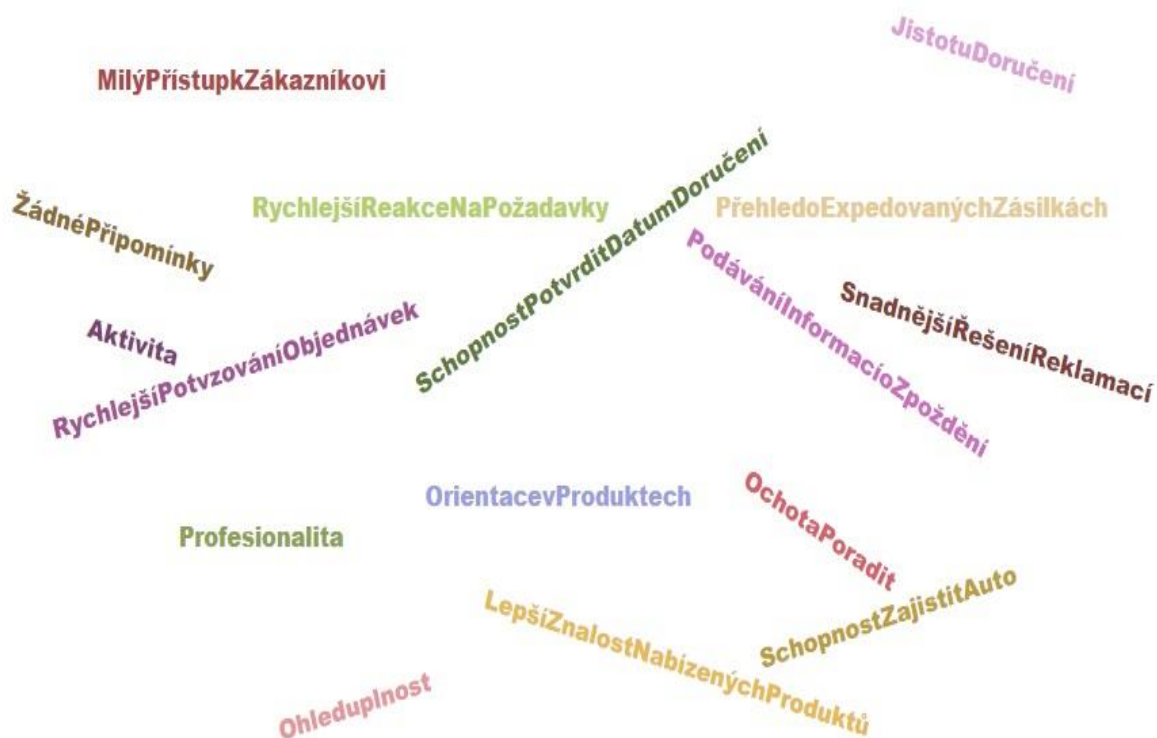 JistotuDoručení
MilýPřístupkZákazníkovi
ŽádnéPřipomínky
RychlejšíReakceNaPožadavky
SchopnostPotvrditDatumDoručení
PřehledoExpedovanýchZásilkách
PodáváníInformacíoZpoždění
SnadnějšíŘešeníReklamací
Aktivita
RychlejšíPotvzováníObjednávek
OrientacevProduktech
OchotaPoradit
Profesionalita
LepšíZnalostNabízenýchProduktů
SchopnostZajistitAuto
Ohleduplnost